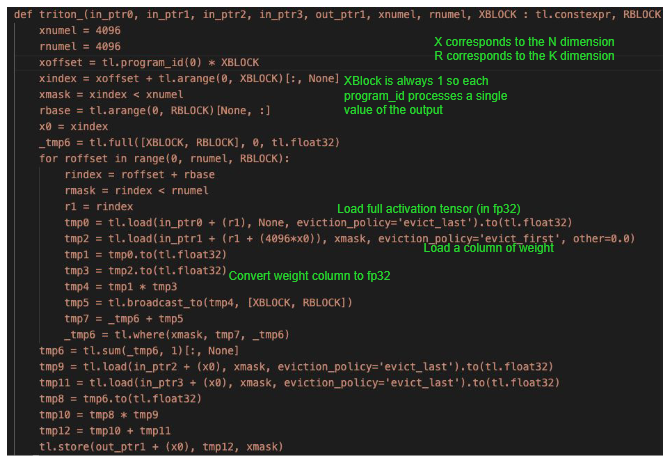 def triton_(in_ptr0, in_ptr1, in_ptr2, in_ptr3, out_ptr1, xnumel, rnumel, XBLOCK : tl.constexpr, RBLOCK
xnumel = 4096
rnumel = 4096
X corresponds to the N dimension
R corresponds to the K dimension
xoffset = tl.program_id(0) * XBLOCK
xindex = xoffset + tl.arange(0, XBLOCK)[:, None]
XBlock is always 1 so each
program_id processes a single
value of the output
xmask = xindex < xnumel
rbase = tl.arange(0, RBLOCK)[None, :]
x0 = xindex
_tmp6 = tl.full([XBLOCK, RBLOCK], 0, tl.float32)
for roffset in range(0, rnumel, RBLOCK):
rindex = roffset + rbase
rmask = rindex < rnumel
r1 = rindex
Load full activation tensor (in fp32)
tmp0 = tl.load(in_ptr0 + (r1), None, eviction_policy='evict_last').to(tl.float32)
tmp2 = tl.load(in_ptr1 + (r1 + (4096*x0)), xmask, eviction_policy='evict_first', other=0.0)
Load a column of weight
tmp1 = tmp0.to(tl.float32)
tmp3 = tmp2.to(tl.float32)
Convert weight column to fp32
tmp4 = tmp1 * tmp3
tmp5 = tl.broadcast_to(tmp4, [XBLOCK, RBLOCK])
tmp7 = _tmp6 + tmp5
_tmp6 = tl.where(xmask, tmp7, _tmp6)
tmp6 = tl.sum(_tmp6, 1)[:, None]
tmp9 = tl.load(in_ptr2 + (x0), xmask, eviction_policy='evict_last').to(tl.float32)
tmp11 = tl.load(in_ptr3 + (x0), xmask, eviction_policy='evict_last').to(tl.float32)
tmp8 = tmp6.to(tl.float32)
tmp10 = tmp8 * tmp9
tmp12 = tmp10 + tmp11
tl.store(out_ptr1 + (x0), tmp12, xmask)